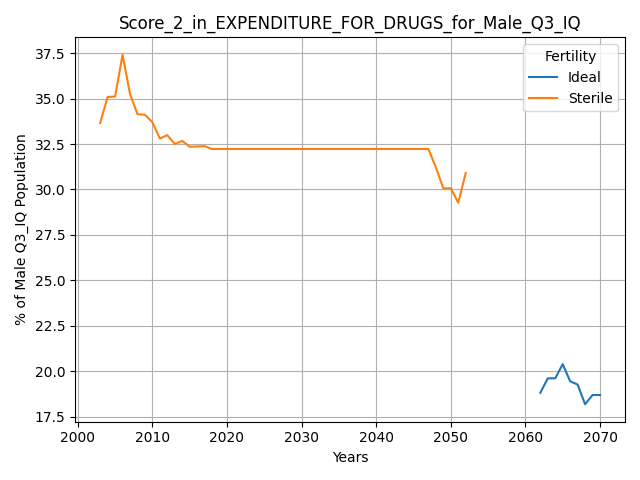 Score_2_in_EXPENDITURE_FOR_DRUGS_for_Male_Q3_IQ
Fertility
Ideal
Sterile
% of Male Q3_IQ Population
37.5
35.0
32.5
30.0
27.5
25.0
22.5
20.0
17.5
2000 2010 2020 2030 2040 2050 2060 2070
Years